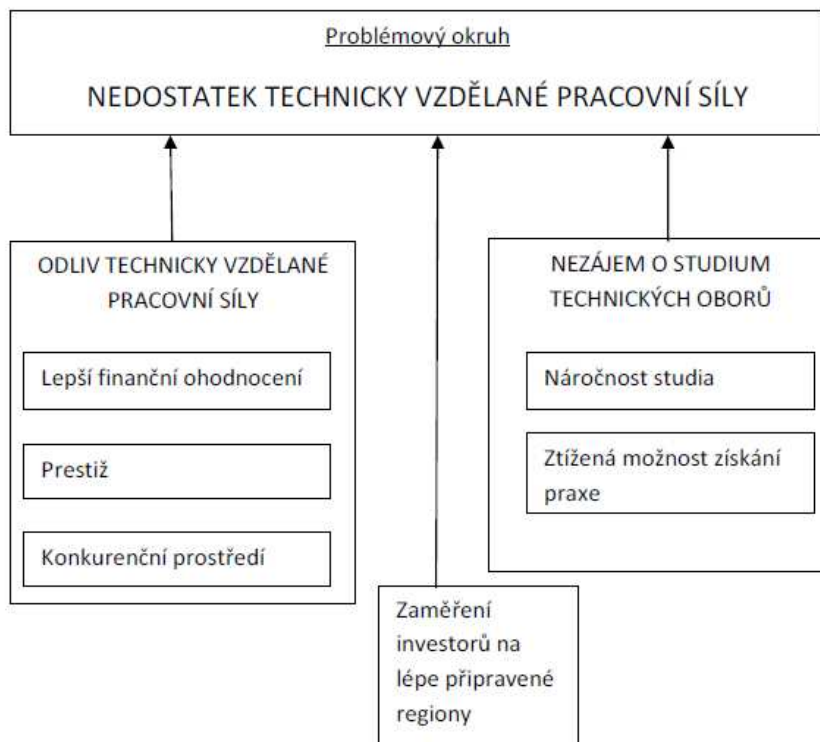 Problémový okruh
NEDOSTATEK TECHNICKY VZDĚLANÉ PRACOVNÍ SÍLY
ODLIV TECHNICKY VZDĚLANÉ
PRACOVNÍ SÍLY
Lepší finanční ohodnocení
Prestiž
Konkurenční prostředí
NEZÁJEM O STUDIUM
TECHNICKÝCH OBORŮ
Náročnost studia
Ztížená možnost získání
praxe
Zaměření
investorů na
lépe připravené
regiony